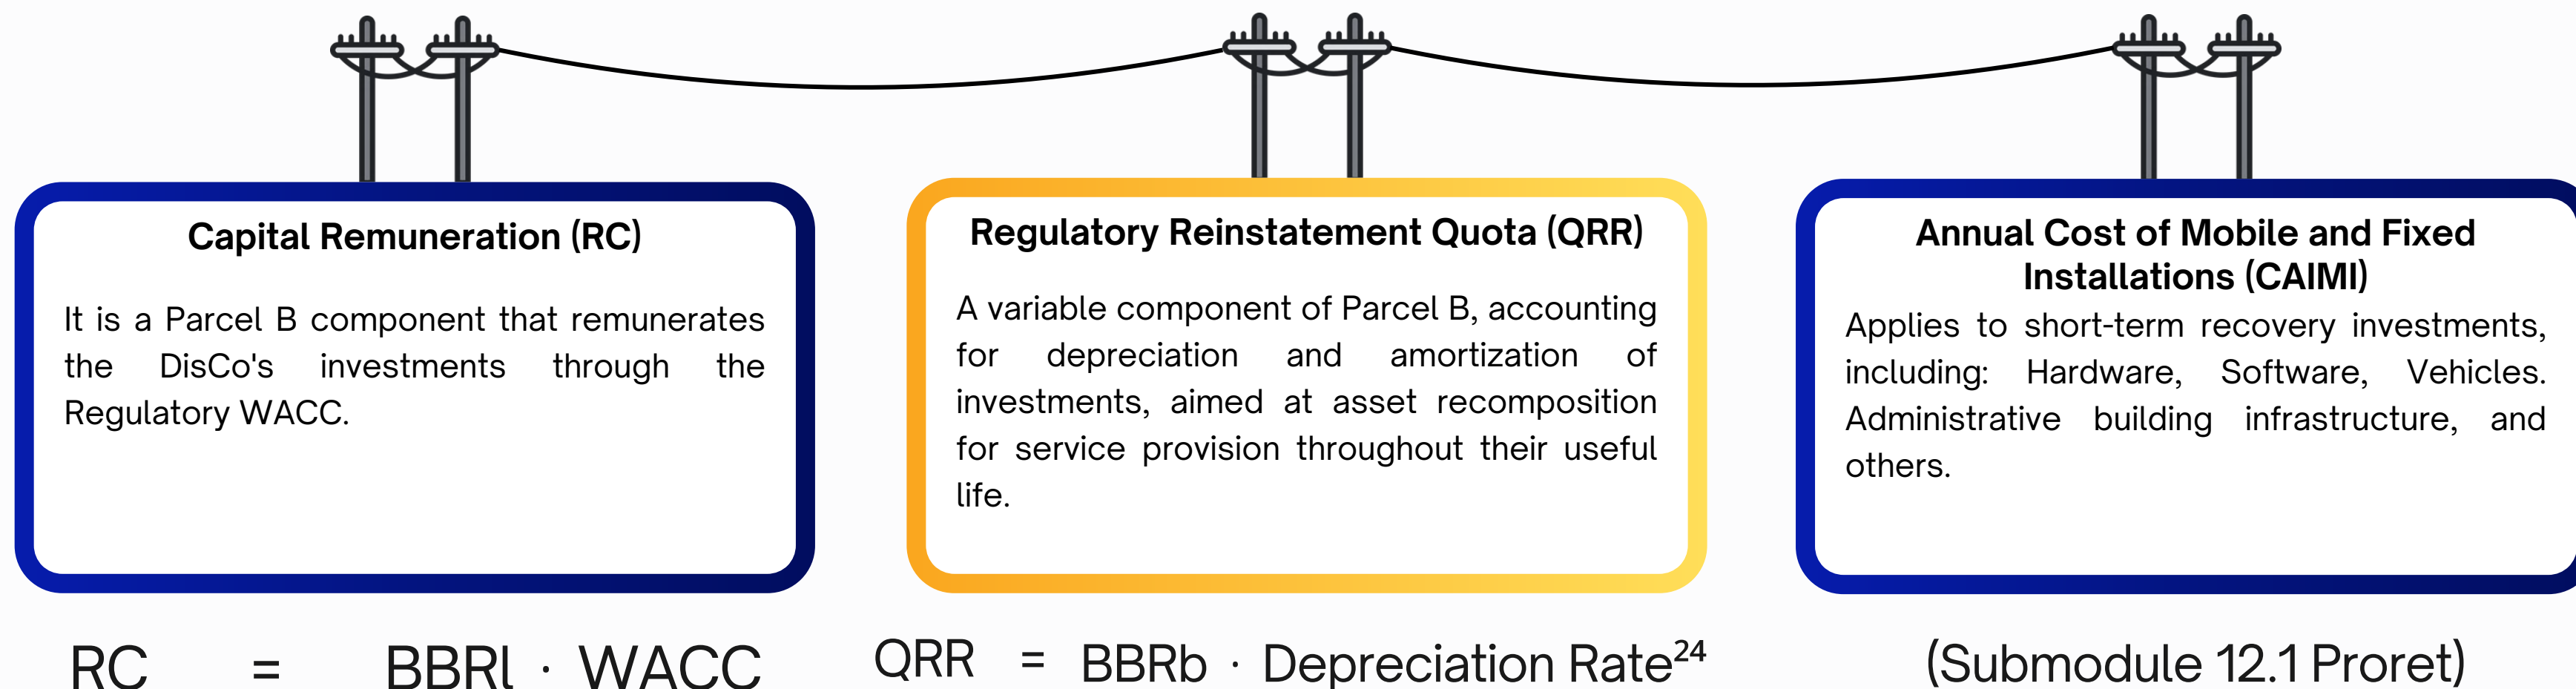 Capital Remuneration (RC)
It is a Parcel B component that remunerates
the DisCo's investments through the
Regulatory WACC.
RC = BBRl · WACC
Regulatory Reinstatement Quota (QRR)
A variable component of Parcel B, accounting
for depreciation and amortization of
investments, aimed at asset recomposition
for service provision throughout their useful
life.
QRR = BBRb · Depreciation Rate²⁴
Annual Cost of Mobile and Fixed
Installations (CAIMI)
Applies to short-term recovery investments,
including: Hardware, Software, Vehicles.
Administrative building infrastructure, and
others.
(Submodule 12.1 Proret)